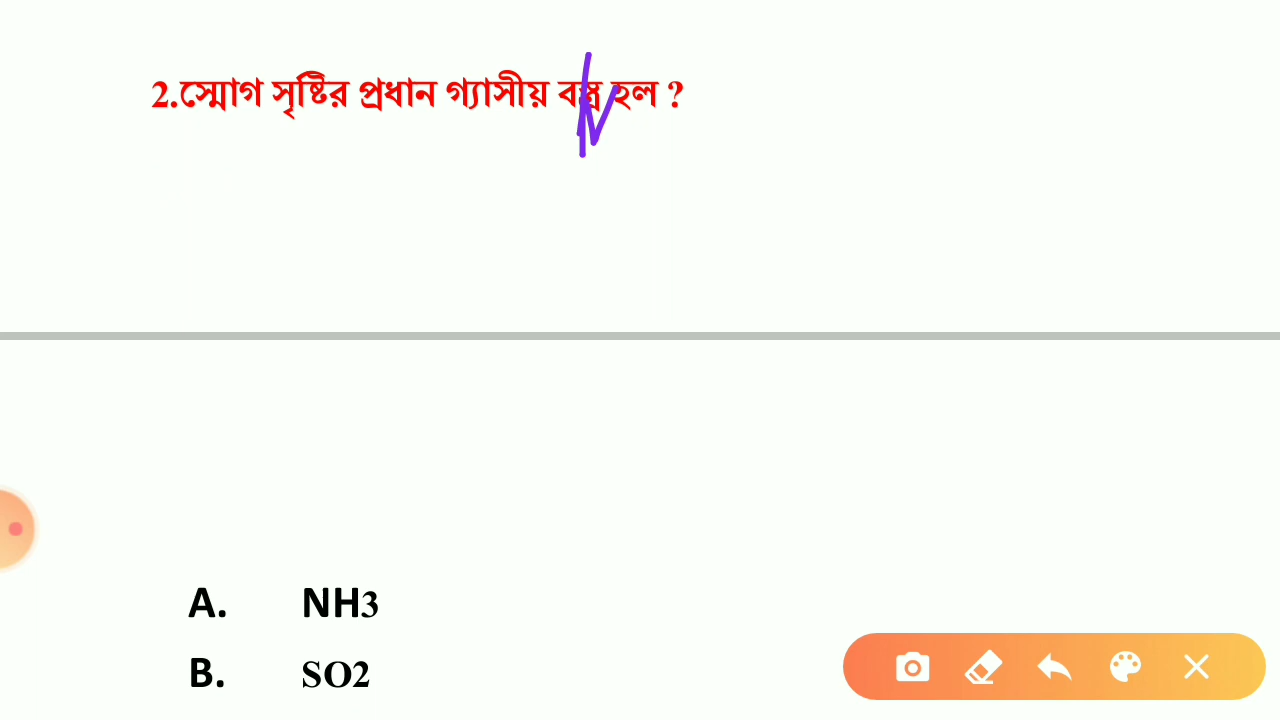 2.স্মোগ সৃষ্টির প্রধান গ্যাসীয় বস্তু হল ?
A. NH3
B. SO2